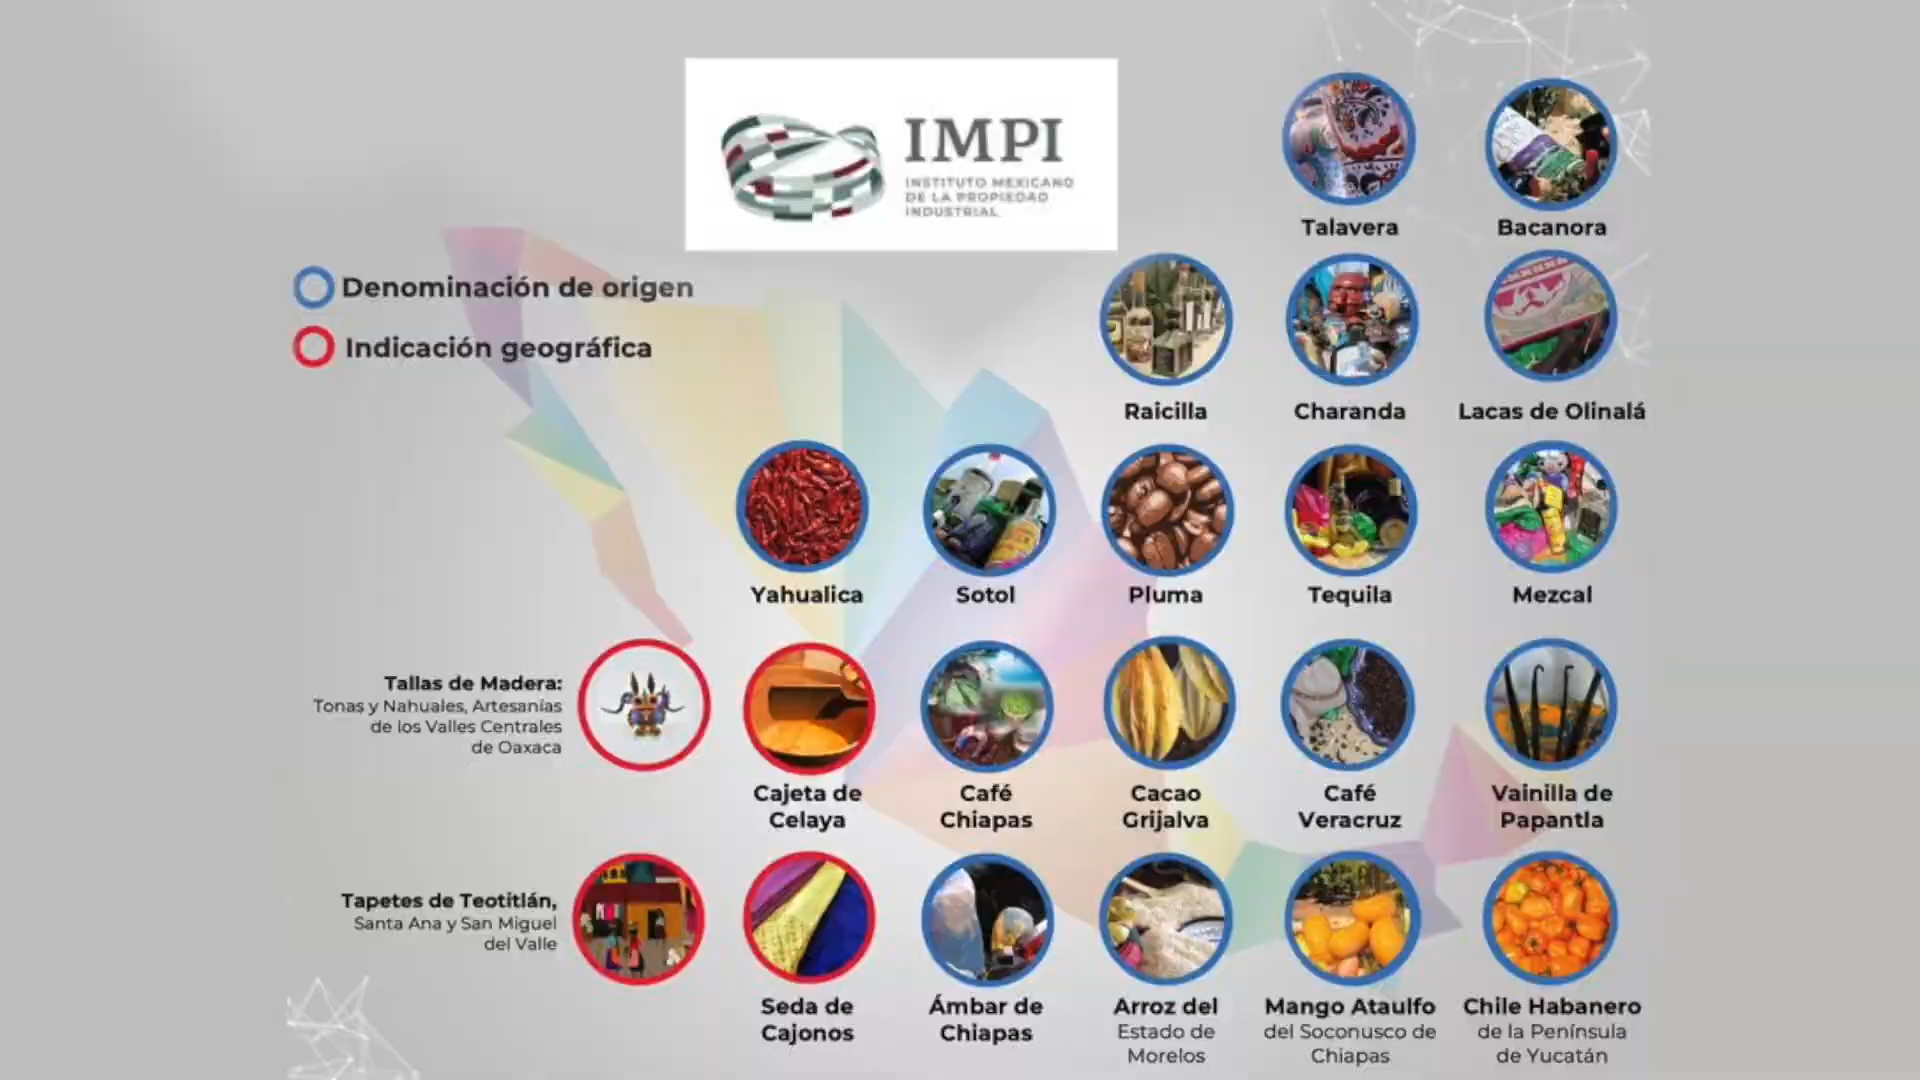 IMPI
INSTITUTO MEXICANO
DE LA PROPIEDAD
INDUSTRIAL
Denominación de origen
Indicación geográfica
Talavera
Bacanora
Raicilla
Charanda
Lacas de Olinalá
Yahualica
Sotol
Pluma
Tequila
Mezcal
Tallas de Madera:
Tonas y Nahuales, Artesanías
de los Valles Centrales
de Oaxaca
Cajeta de
Celaya
Café
Chiapas
Cacao
Grijalva
Café
Veracruz
Vainilla de
Papantla
Tapetes de Teotitlán,
Santa Ana y San Miguel
del Valle
Seda de
Cajonos
Ámbar de
Chiapas
Arroz del
Estado de
Morelos
Mango Ataulfo
del Soconusco de
Chiapas
Chile Habanero
de la Península
de Yucatán